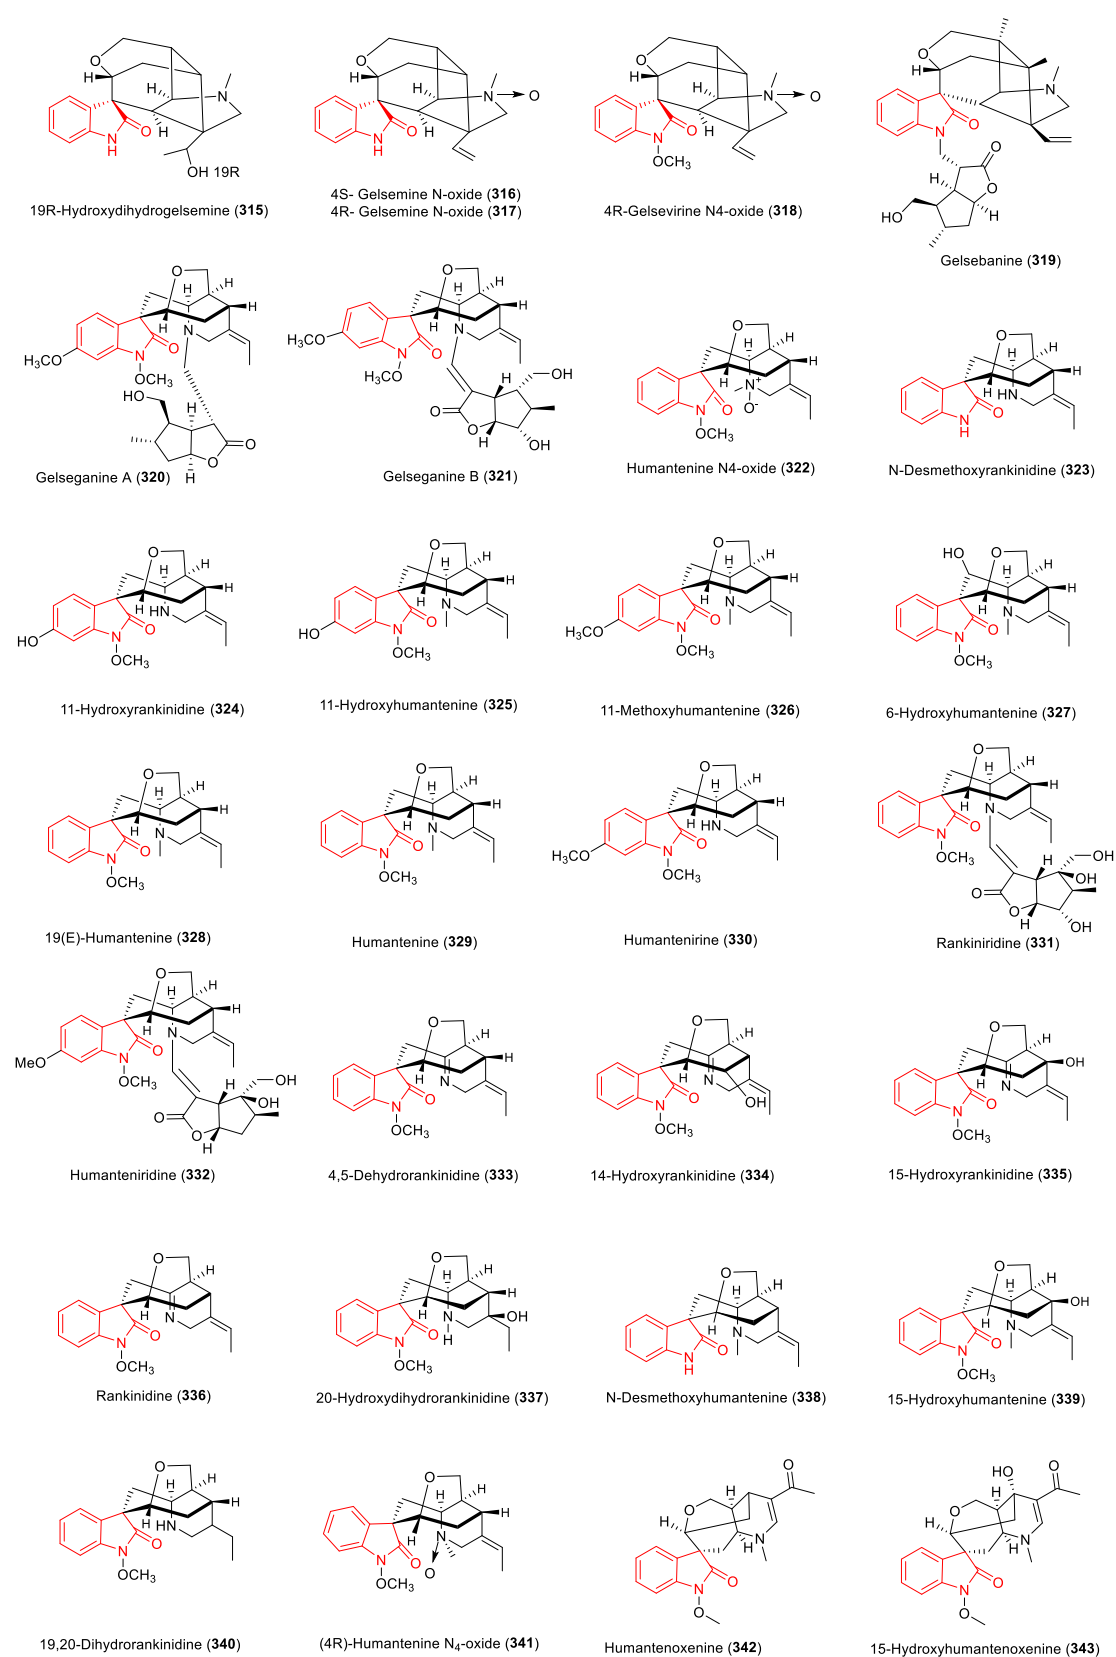 19R-Hydroxydihydrogelsemine (315)
4S- Gelsemine N-oxide (316)
4R- Gelsemine N-oxide (317)
4R-Gelsevirine N4-oxide (318)
Gelsebanine (319)
Gelseganine A (320)
Gelseganine B (321)
Humantenine N4-oxide (322)
N-Desmethoxyrankinidine (323)
11-Hydroxyrankinidine (324)
11-Hydroxyhumantenine (325)
11-Methoxyhumantenine (326)
6-Hydroxyhumantenine (327)
19(E)-Humantenine (328)
Humantenine (329)
Humantenirine (330)
Rankiniridine (331)
Humanteniridine (332)
4,5-Dehydrorankinidine (333)
14-Hydroxyrankinidine (334)
15-Hydroxyrankinidine (335)
Rankinidine (336)
20-Hydroxydihydrorankinidine (337)
N-Desmethoxyhumantenine (338)
15-Hydroxyhumantenine (339)
19,20-Dihydrorankinidine (340)
(4R)-Humantenine N4-oxide (341)
Humantenoxenine (342)
15-Hydroxyhumantenoxenine (343)